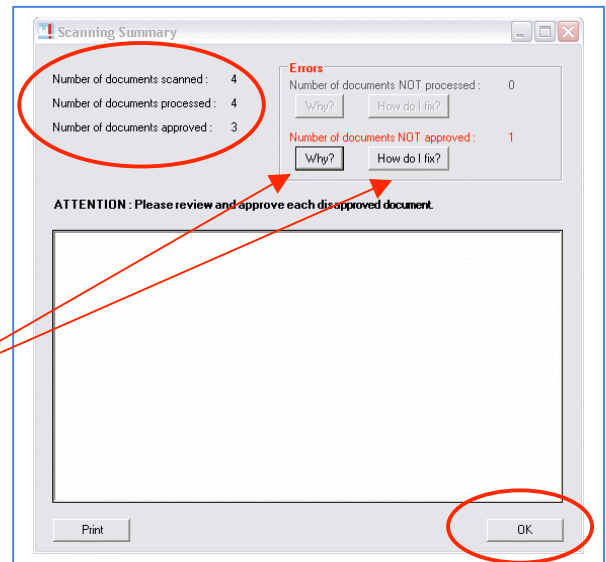 Scanning Summary
Number of documents scanned : 4
Number of documents processed : 4
Number of documents approved : 3
Errors
Number of documents NOT processed : 0
Why? How do I fix?
Number of documents NOT approved : 1
Why? How do I fix?
ATTENTION : Please review and approve each disapproved document.
Print OK